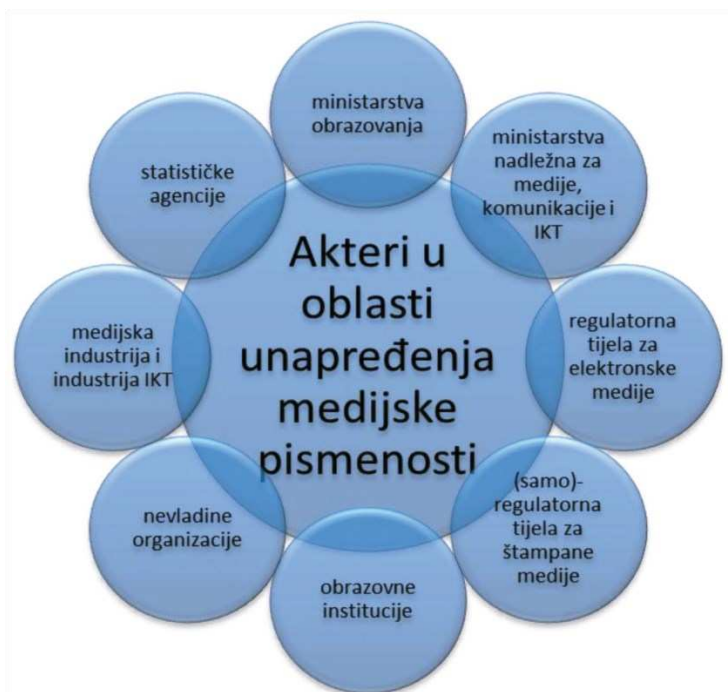 ministarstva
obrazovanja
ministarstva
nadležna za
medije,
komunikacije i
IKT
regulatorna
tijela za
elektronske
medije
(samo)-
regulatorna
tijela za
štampane
medije
obrazovne
institucije
nevladine
organizacije
medijska
industrija i
industrija IKT
statističke
agencije
Akteri u
oblasti
unapređenja
medijske
pismenosti